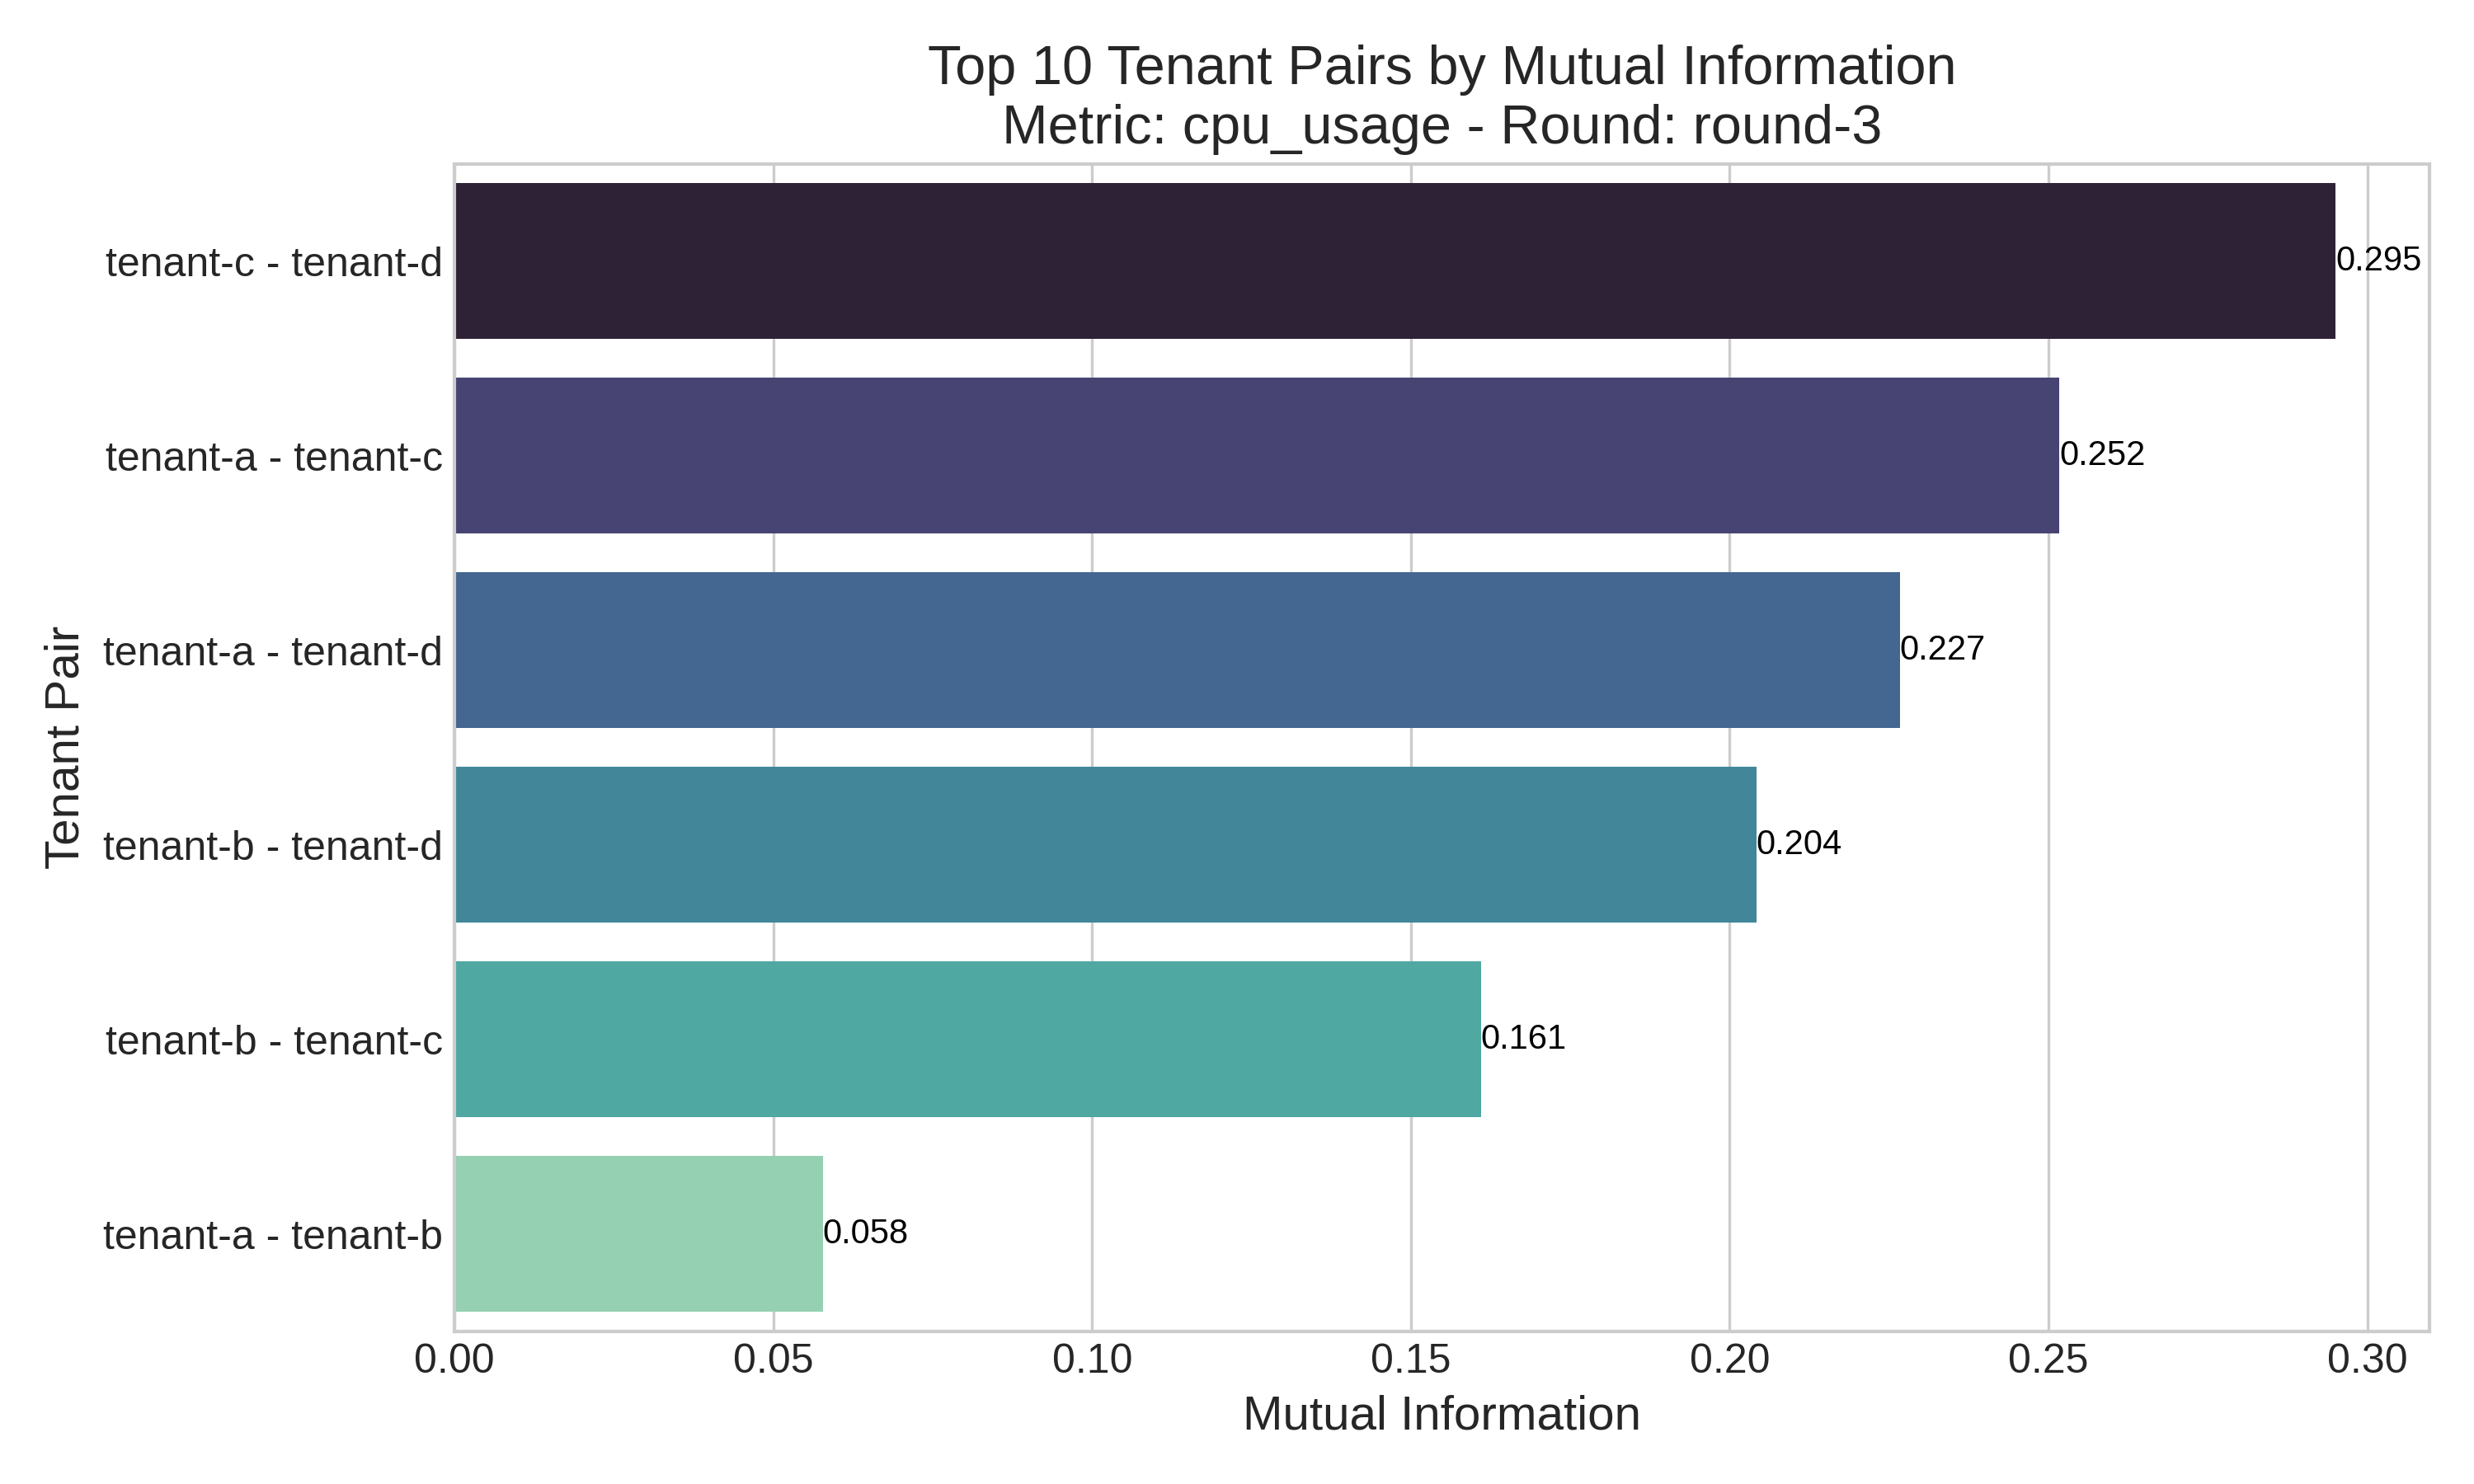 Top 10 Tenant Pairs by Mutual Information
Metric: cpu_usage - Round: round-3
Tenant Pair
tenant-c - tenant-d
0.295
tenant-a - tenant-c
0.252
tenant-a - tenant-d
0.227
tenant-b - tenant-d
0.204
tenant-b - tenant-c
0.161
tenant-a - tenant-b
0.058
0.00 0.05 0.10 0.15 0.20 0.25 0.30
Mutual Information